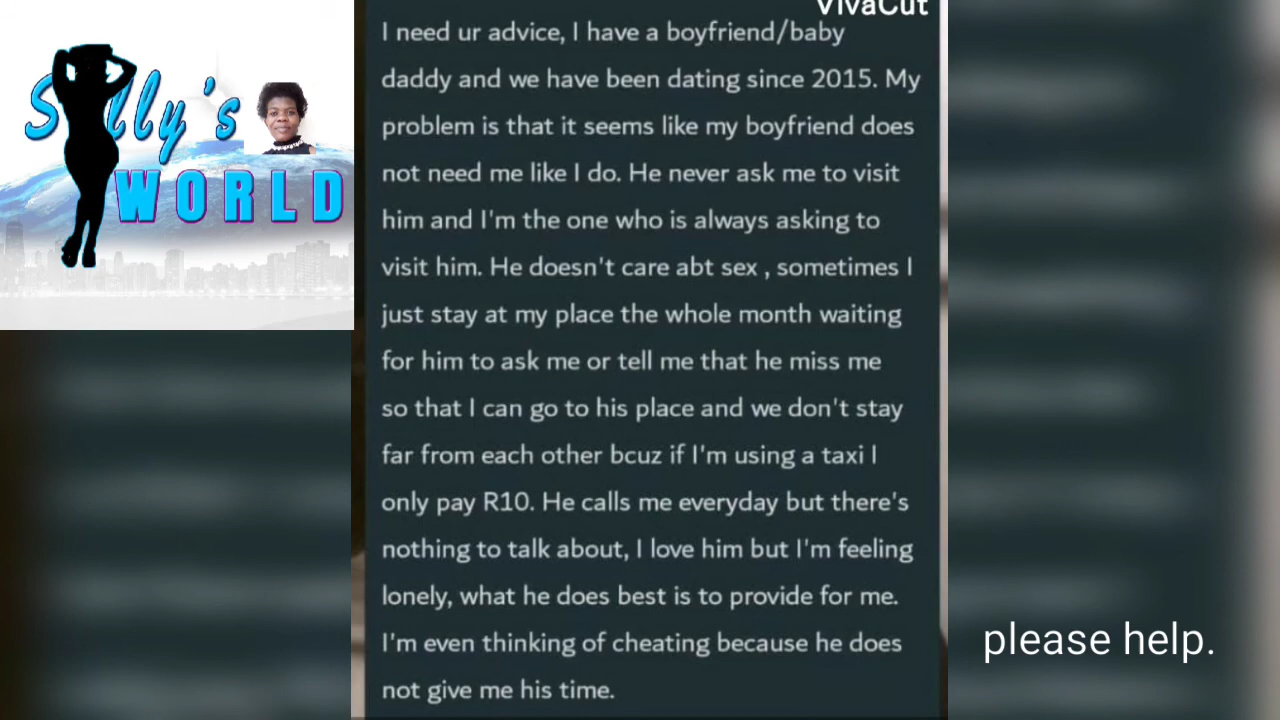 VivaCut
Sally's
WORLD
I need ur advice, I have a boyfriend/baby
daddy and we have been dating since 2015. My
problem is that it seems like my boyfriend does
not need me like I do. He never ask me to visit
him and I'm the one who is always asking to
visit him. He doesn't care abt sex , sometimes I
just stay at my place the whole month waiting
for him to ask me or tell me that he miss me
so that I can go to his place and we don't stay
far from each other bcuz if I'm using a taxi I
only pay R10. He calls me everyday but there's
nothing to talk about, I love him but I'm feeling
lonely, what he does best is to provide for me.
I'm even thinking of cheating because he does
not give me his time.
please help.